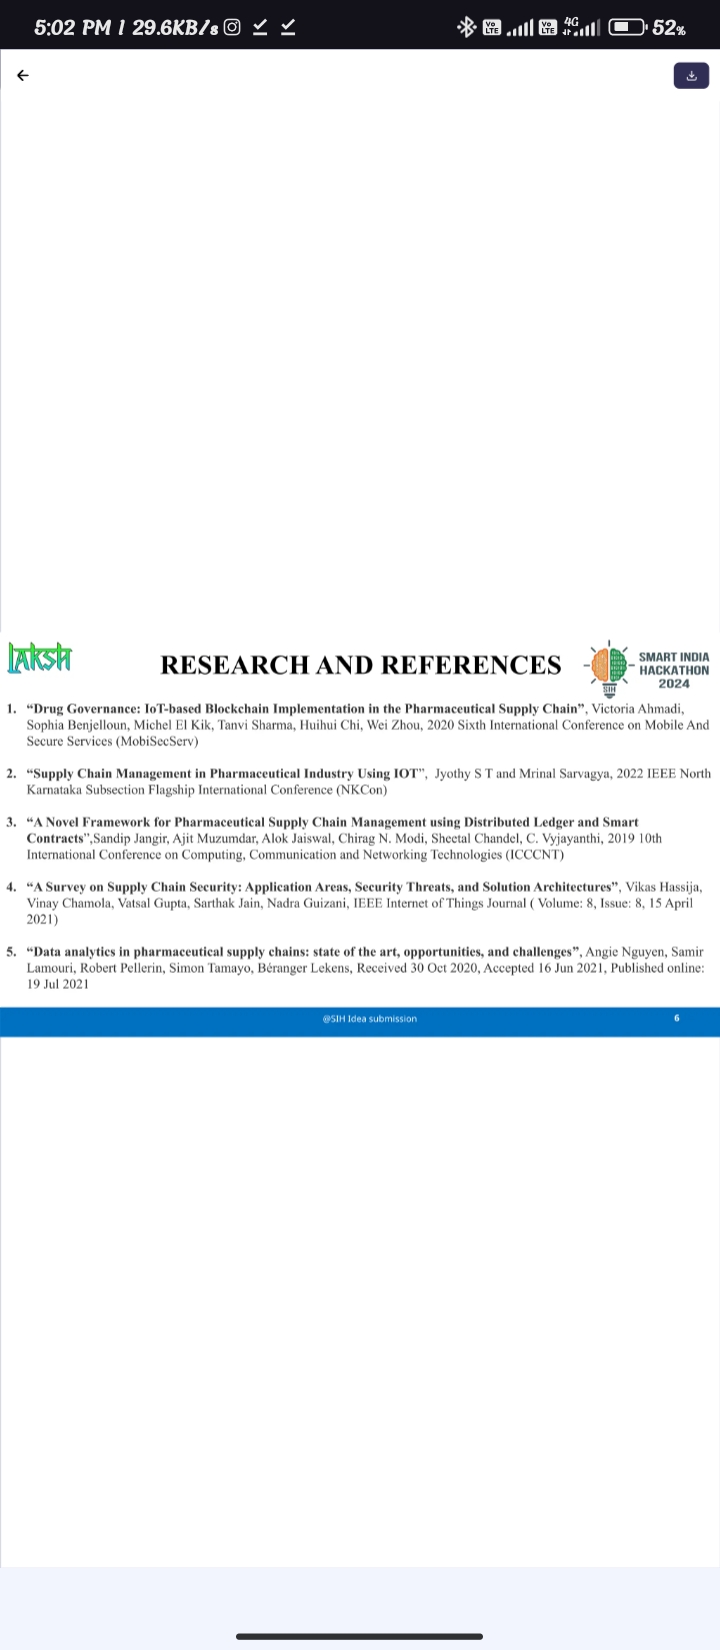 5:02 PM | 29.6KB/s
Vo LTE Vo LTE 4G 52%
LAKSH
RESEARCH AND REFERENCES
SIH
SMART INDIA
HACKATHON
2024
1. “Drug Governance: IoT-based Blockchain Implementation in the Pharmaceutical Supply Chain”, Victoria Ahmadi,
Sophia Benjelloun, Michel El Kik, Tanvi Sharma, Huihui Chi, Wei Zhou, 2020 Sixth International Conference on Mobile And
Secure Services (MobiSecServ)
2. “Supply Chain Management in Pharmaceutical Industry Using IOT”, Jyothy S T and Mrinal Sarvagya, 2022 IEEE North
Karnataka Subsection Flagship International Conference (NKCon)
3. “A Novel Framework for Pharmaceutical Supply Chain Management using Distributed Ledger and Smart
Contracts”,Sandip Jangir, Ajit Muzumdar, Alok Jaiswal, Chirag N. Modi, Sheetal Chandel, C. Vyjayanthi, 2019 10th
International Conference on Computing, Communication and Networking Technologies (ICCCNT)
4. “A Survey on Supply Chain Security: Application Areas, Security Threats, and Solution Architectures”, Vikas Hassija,
Vinay Chamola, Vatsal Gupta, Sarthak Jain, Nadra Guizani, IEEE Internet of Things Journal ( Volume: 8, Issue: 8, 15 April
2021)
5. “Data analytics in pharmaceutical supply chains: state of the art, opportunities, and challenges”, Angie Nguyen, Samir
Lamouri, Robert Pellerin, Simon Tamayo, Béranger Lekens, Received 30 Oct 2020, Accepted 16 Jun 2021, Published online:
19 Jul 2021
@SIH Idea submission
6